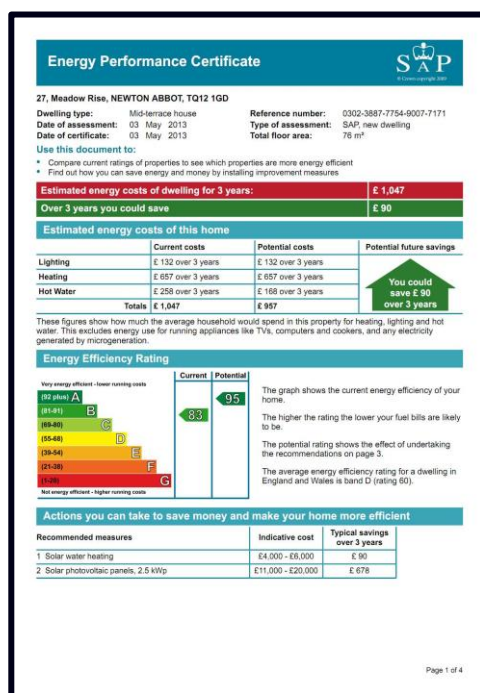 Energy Performance Certificate
SAP
© Crown copyright 2009
27, Meadow Rise, NEWTON ABBOT, TQ12 1GD
Dwelling type: Mid-terrace house Reference number: 0302-3887-7754-9007-7171
Date of assessment: 03 May 2013 Type of assessment: SAP, new dwelling
Date of certificate: 03 May 2013 Total floor area: 76 m²
Use this document to:
• Compare current ratings of properties to see which properties are more energy efficient
• Find out how you can save energy and money by installing improvement measures
Estimated energy costs of dwelling for 3 years: £ 1,047
Over 3 years you could save £ 90
Estimated energy costs of this home
Current costs Potential costs Potential future savings
Lighting £ 132 over 3 years £ 132 over 3 years
Heating £ 657 over 3 years £ 657 over 3 years
Hot Water £ 258 over 3 years £ 168 over 3 years
Totals £ 1,047 £ 957
You could
save £ 90
over 3 years
These figures show how much the average household would spend in this property for heating, lighting and hot
water. This excludes energy use for running appliances like TVs, computers and cookers, and any electricity
generated by microgeneration.
Energy Efficiency Rating
Current Potential
Very energy efficient - lower running costs
(92 plus) A
(81-91) B
(69-80) C
(55-68) D
(39-54) E
(21-38) F
(1-20) G
Not energy efficient - higher running costs
83
95
The graph shows the current energy efficiency of your
home.
The higher the rating the lower your fuel bills are likely
to be.
The potential rating shows the effect of undertaking
the recommendations on page 3.
The average energy efficiency rating for a dwelling in
England and Wales is band D (rating 60).
Actions you can take to save money and make your home more efficient
Recommended measures Indicative cost Typical savings
over 3 years
1 Solar water heating £4,000 - £6,000 £ 90
2 Solar photovoltaic panels, 2.5 kWp £11,000 - £20,000 £ 678
Page 1 of 4